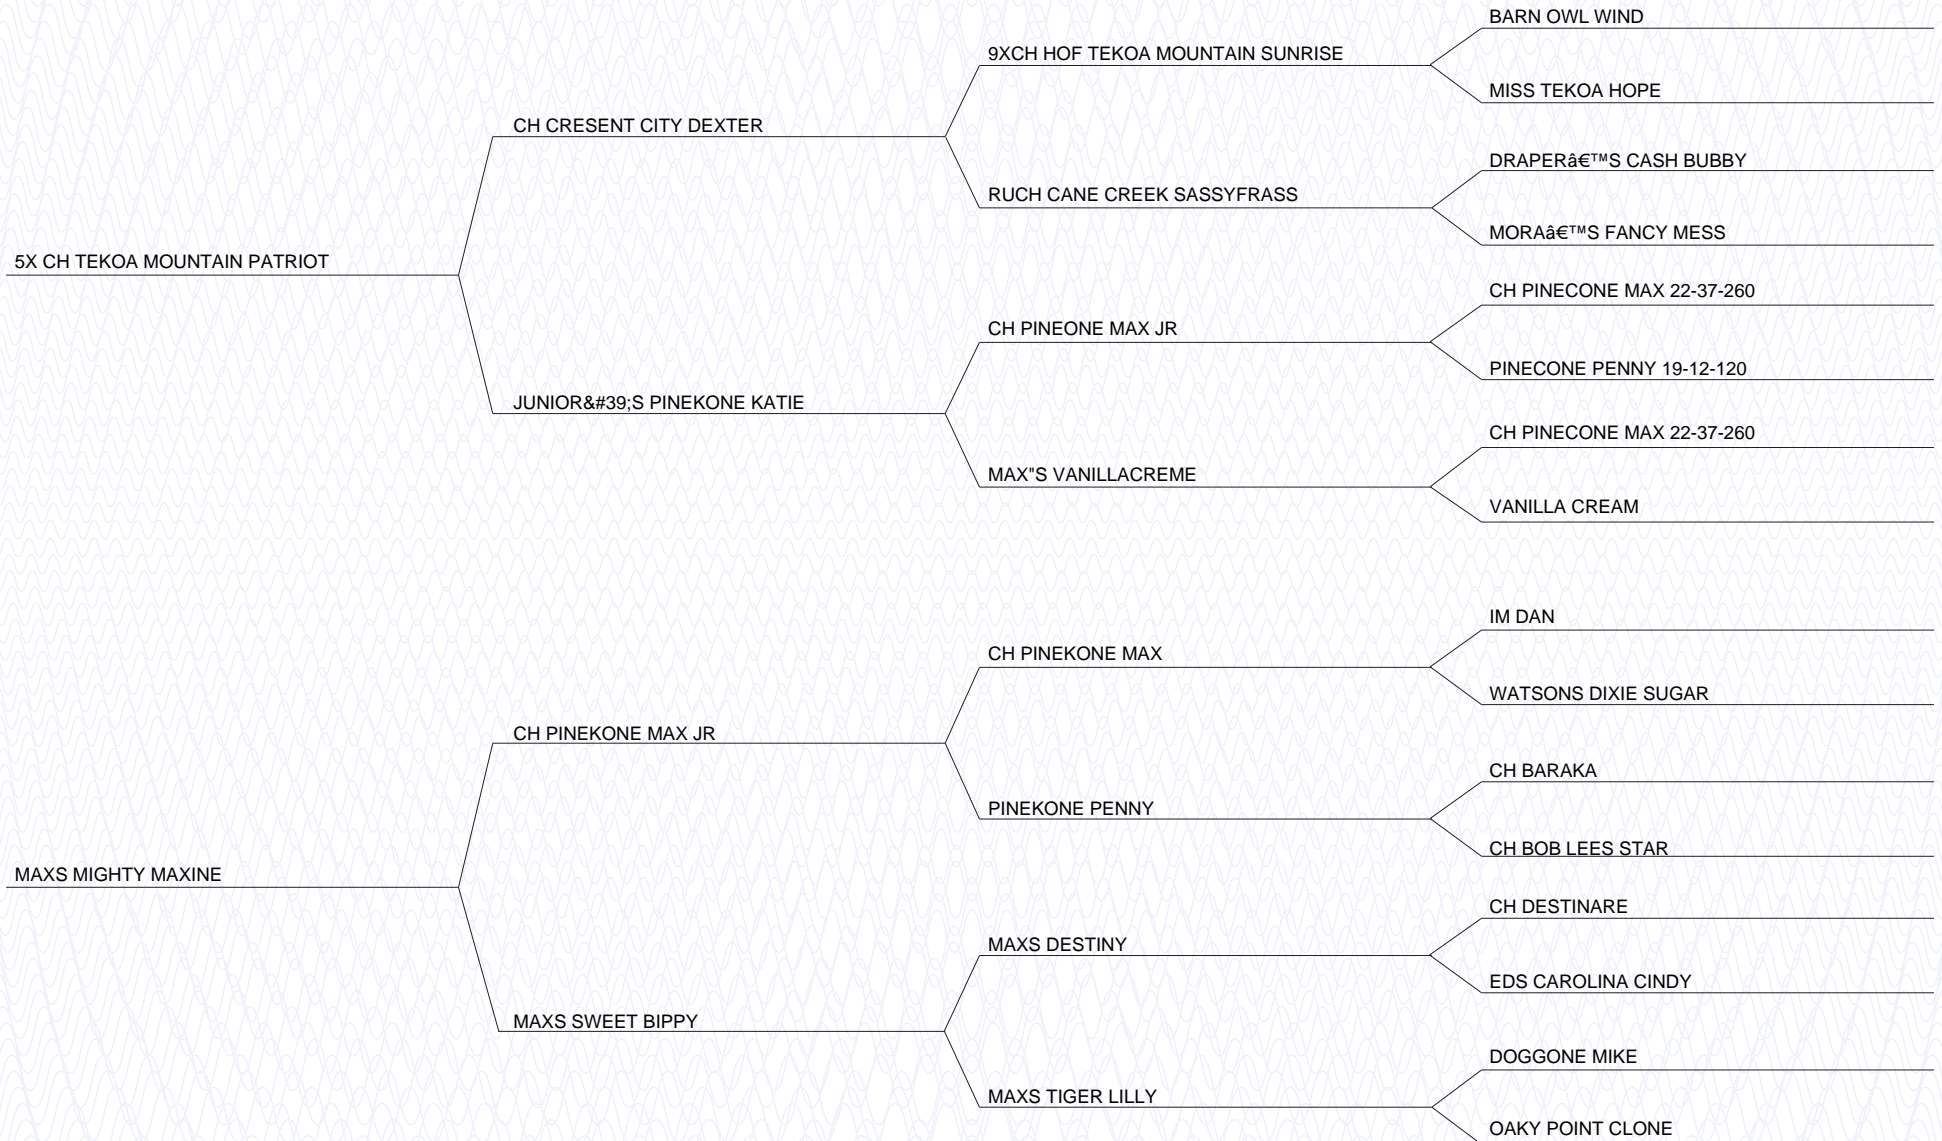 BARN OWL WIND
9XCH HOF TEKOA MOUNTAIN SUNRISE
MISS TEKOA HOPE
CH CRESENT CITY DEXTER
DRAPERâ€™S CASH BUBBY
RUCH CANE CREEK SASSYFRASS
MORAâ€™S FANCY MESS
5X CH TEKOA MOUNTAIN PATRIOT
CH PINECONE MAX 22-37-260
CH PINEONE MAX JR
PINECONE PENNY 19-12-120
JUNIOR&#39;S PINEKONE KATIE
CH PINECONE MAX 22-37-260
MAX"S VANILLACREME
VANILLA CREAM
IM DAN
CH PINEKONE MAX
WATSONS DIXIE SUGAR
CH PINEKONE MAX JR
CH BARAKA
PINEKONE PENNY
CH BOB LEES STAR
MAXS MIGHTY MAXINE
CH DESTINARE
MAXS DESTINY
EDS CAROLINA CINDY
MAXS SWEET BIPPY
DOGGONE MIKE
MAXS TIGER LILLY
OAKY POINT CLONE